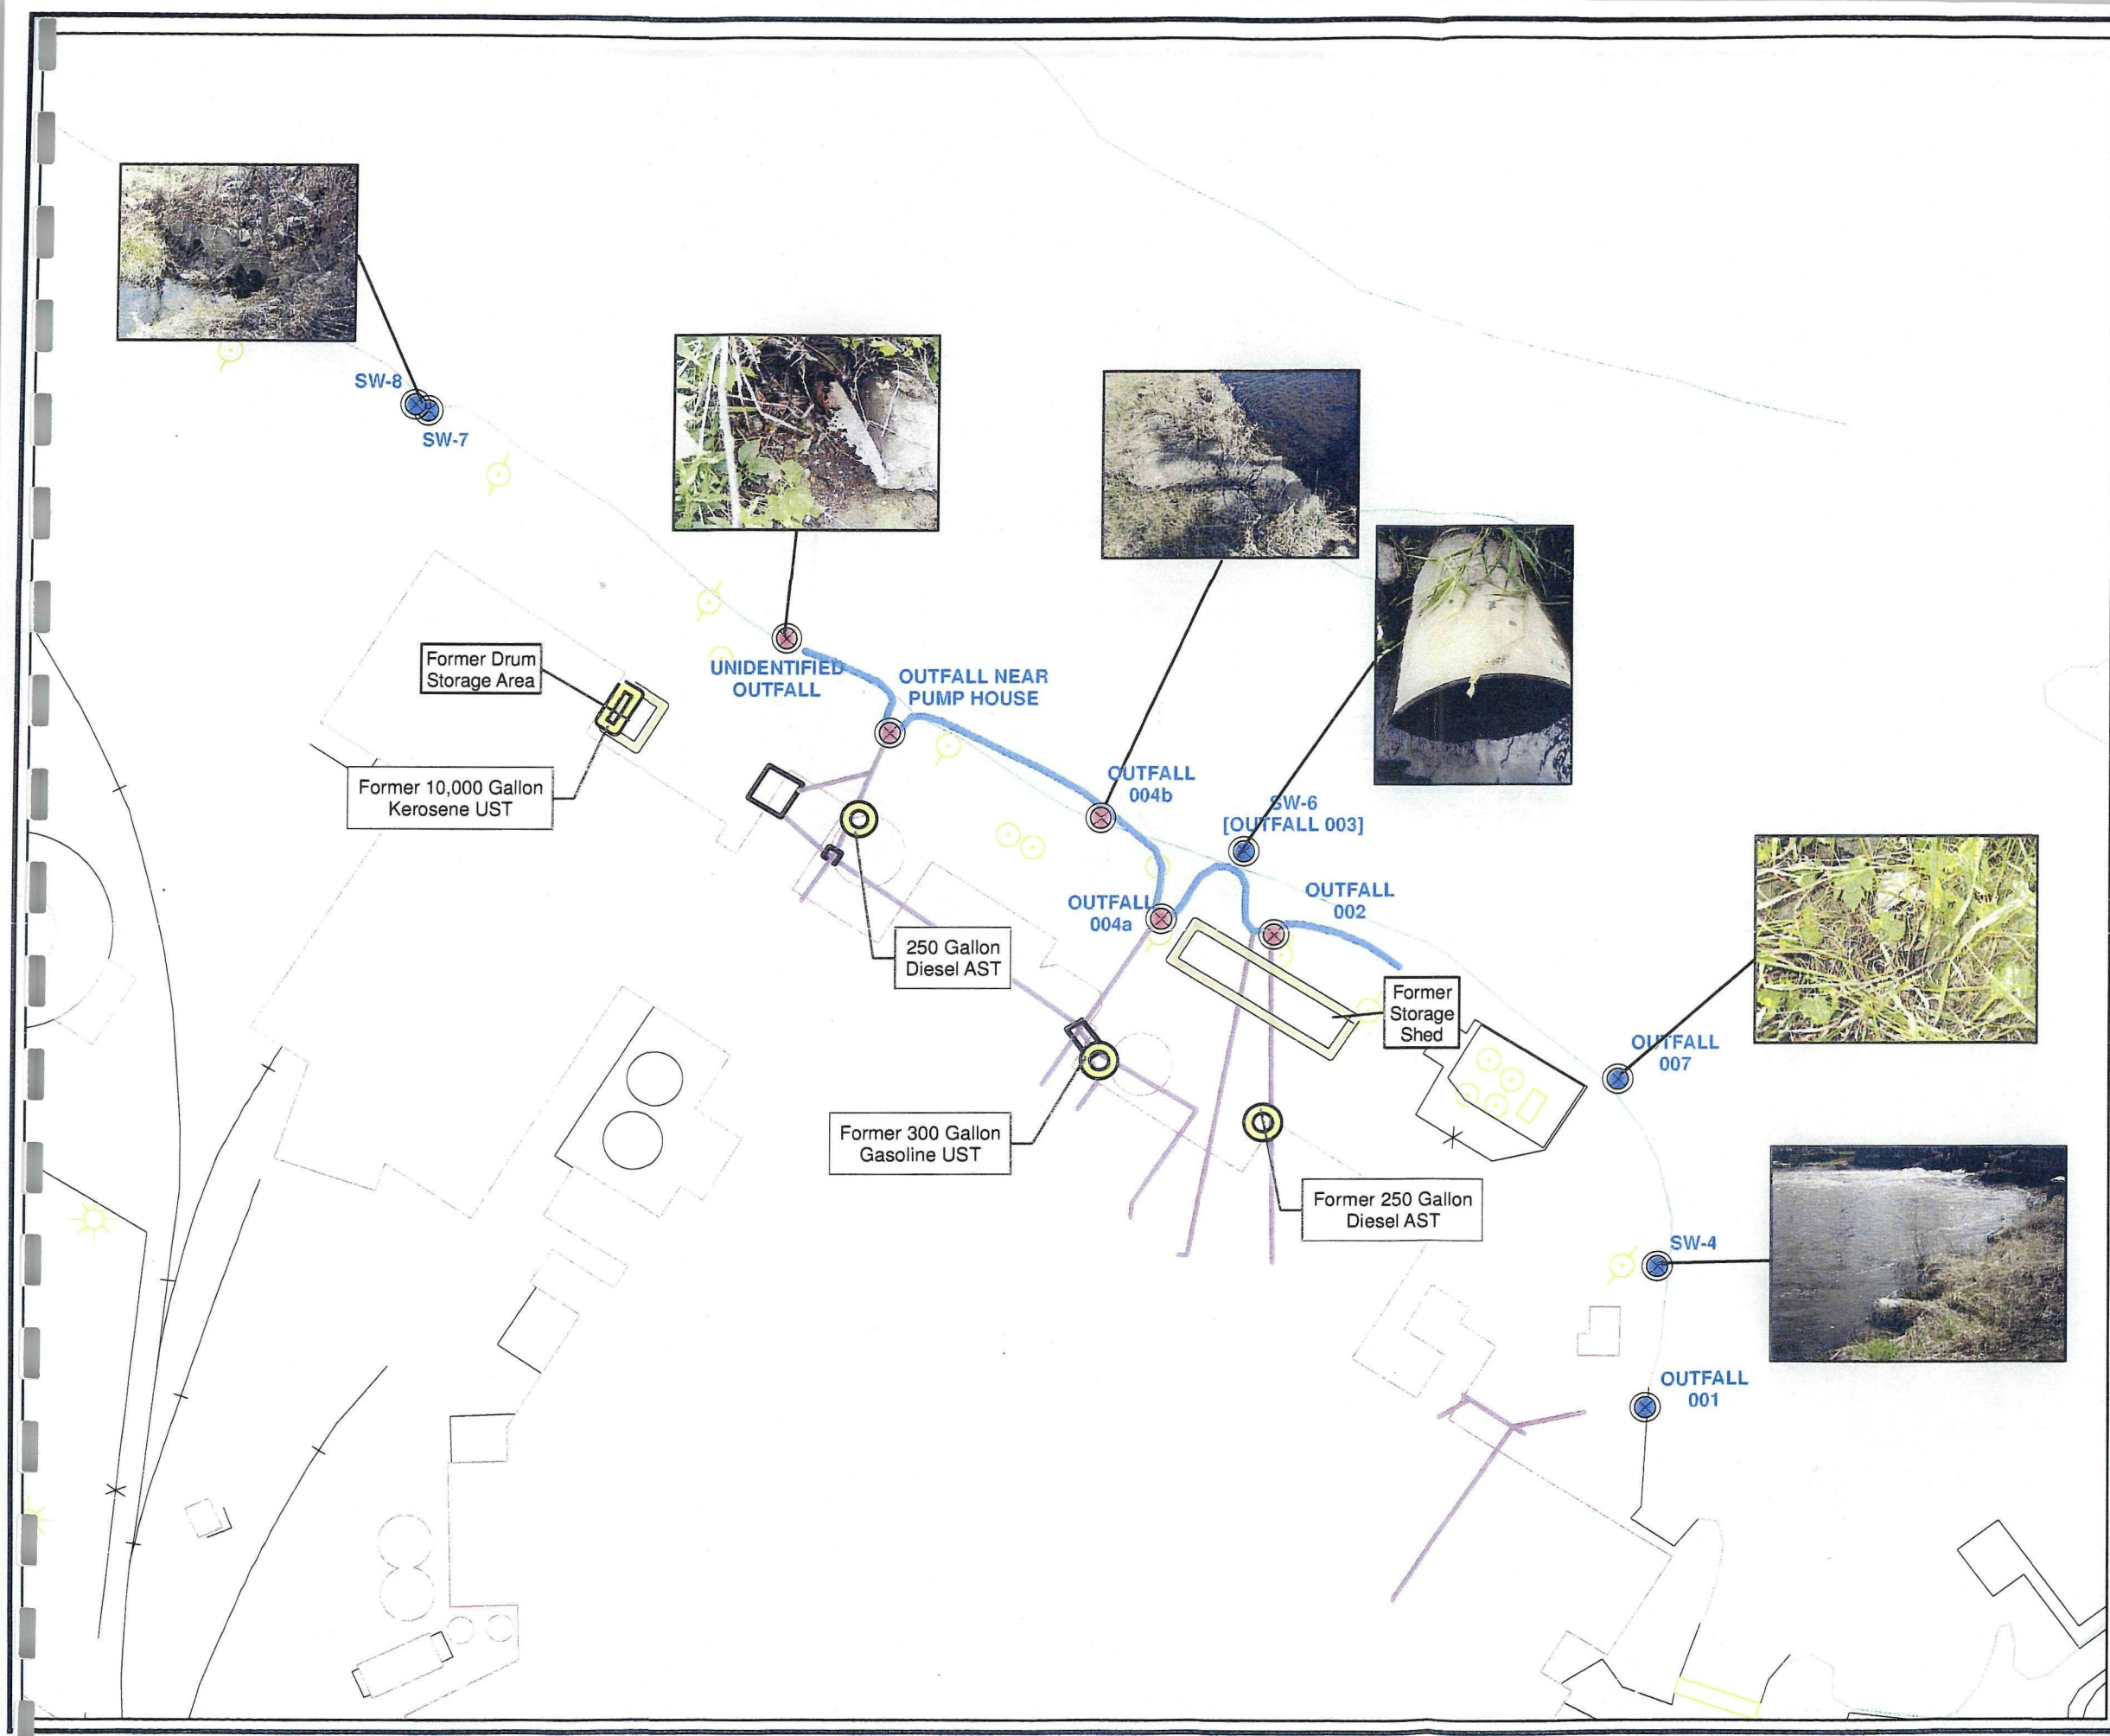 SW-8
SW-7
UNIDENTIFIED
OUTFALL
OUTFALL NEAR
PUMP HOUSE
Former Drum
Storage Area
Former 10,000 Gallon
Kerosene UST
OUTFALL
004b
SW-6
[OUTFALL 003]
OUTFALL
004a
OUTFALL
002
250 Gallon
Diesel AST
Former
Storage
Shed
OUTFALL
007
Former 300 Gallon
Gasoline UST
Former 250 Gallon
Diesel AST
SW-4
OUTFALL
001